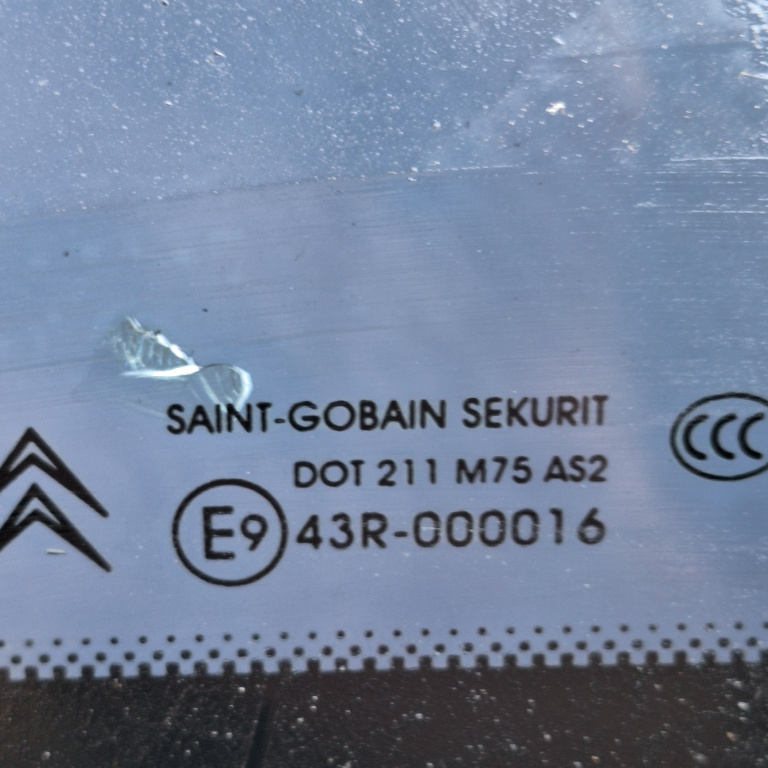 SAINT-GOBAIN SEKURIT
CCC
DOT 211 M75 AS2
E9 43R-000016